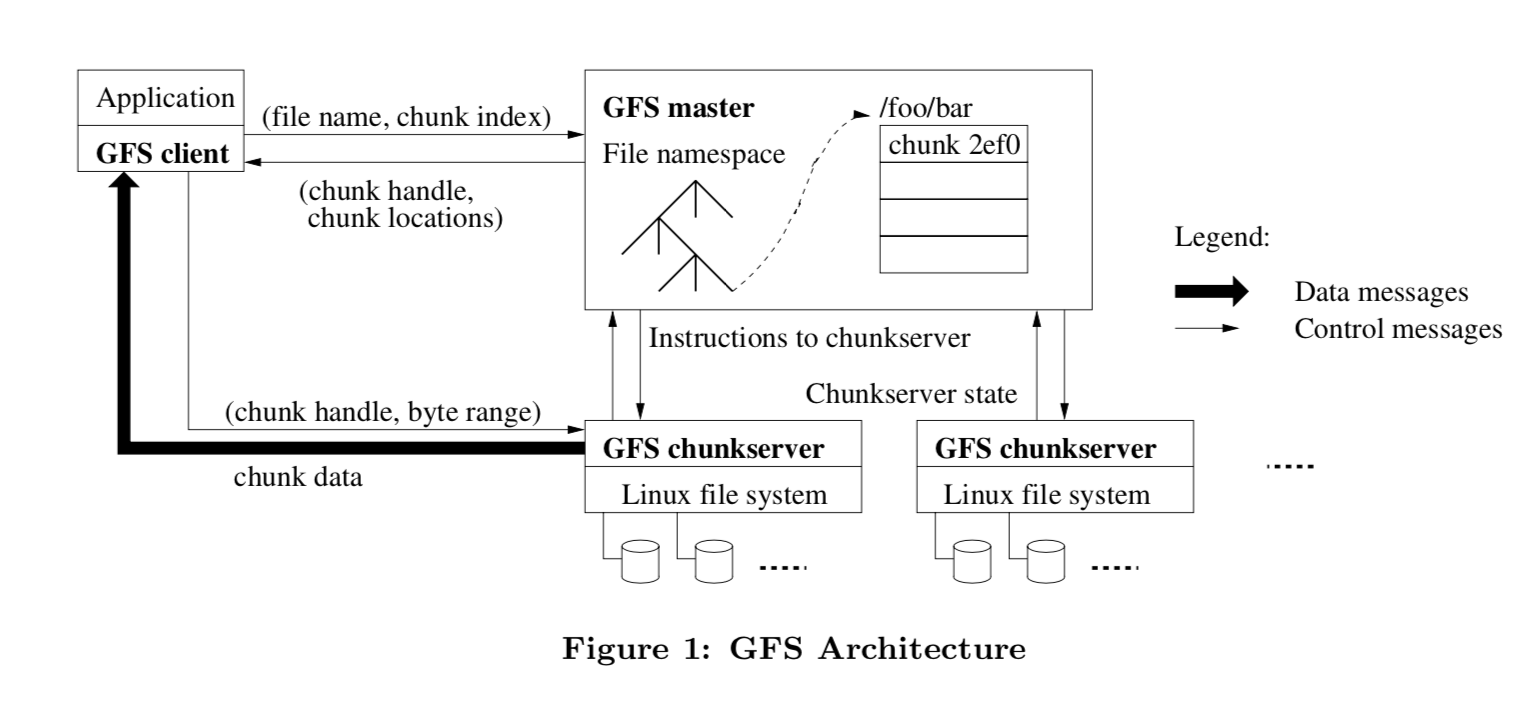 Application
GFS client
(file name, chunk index)
(chunk handle,
chunk locations)
GFS master
File namespace
/foo/bar
chunk 2ef0
Legend:
Data messages
Control messages
Instructions to chunkserver
Chunkserver state
(chunk handle, byte range)
chunk data
GFS chunkserver
Linux file system
GFS chunkserver
Linux file system
Figure 1: GFS Architecture